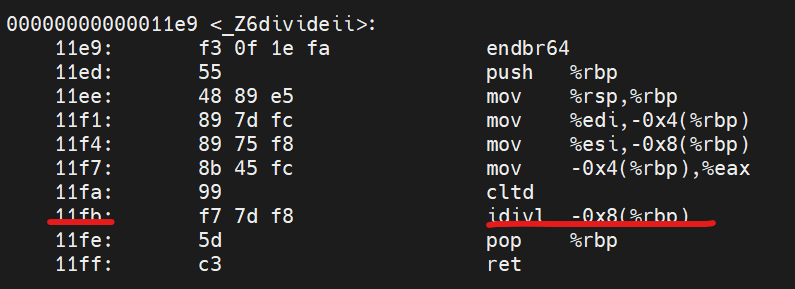 00000000000011e9 <_Z6divideii>:
11e9: f3 0f 1e fa endbr64
11ed: 55 push %rbp
11ee: 48 89 e5 mov %rsp,%rbp
11f1: 89 7d fc mov %edi,-0x4(%rbp)
11f4: 89 75 f8 mov %esi,-0x8(%rbp)
11f7: 8b 45 fc mov -0x4(%rbp),%eax
11fa: 99 cltd
11fb: f7 7d f8 idivl -0x8(%rbp)
11fe: 5d pop %rbp
11ff: c3 ret